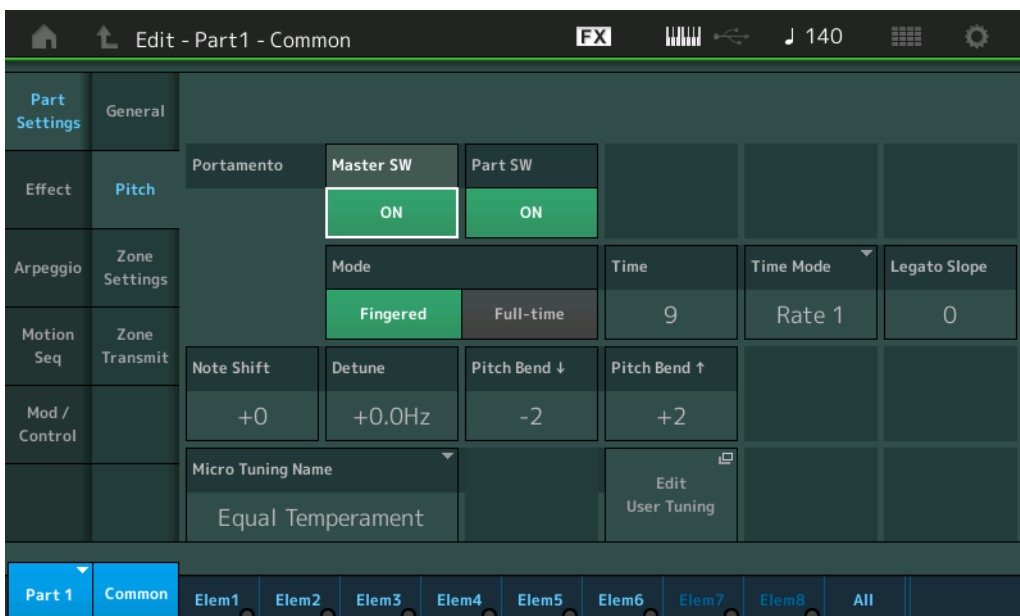 Edit - Part1 - Common FX ♩ 140
Part
Settings
General
Effect
Pitch
Arpeggio
Zone
Settings
Motion
Seq
Zone
Transmit
Mod /
Control
Portamento Master SW Part SW
ON ON
Mode Time Time Mode Legato Slope
Fingered Full-time 9 Rate 1 0
Note Shift Detune Pitch Bend ↓ Pitch Bend ↑
+0 +0.0Hz -2 +2
Micro Tuning Name
Equal Temperament
Edit
User Tuning
Part 1 Common Elem1 Elem2 Elem3 Elem4 Elem5 Elem6 Elem7 Elem8 All